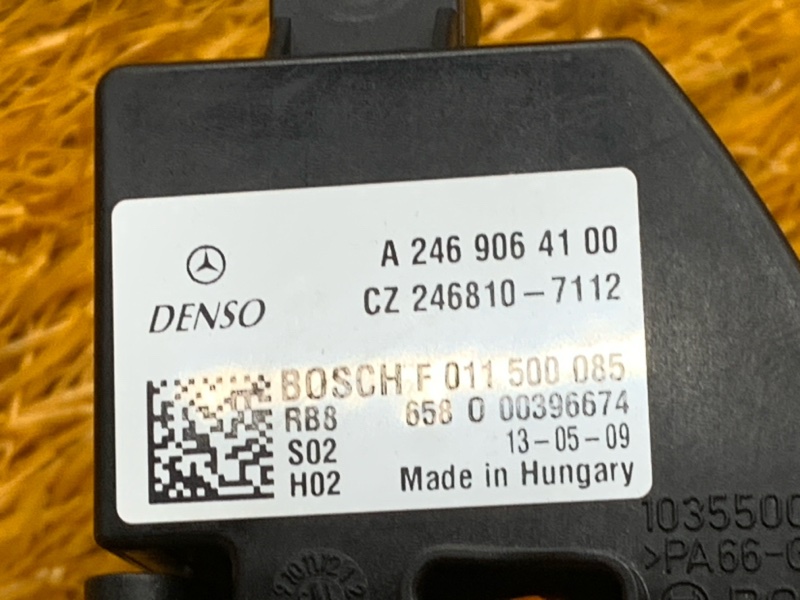 A 246 906 41 00
DENSO
CZ 246810-7112
BOSCH F 011 500 085
RB8 658 0 00396674
S02 13-05-09
H02 Made in Hungary
1035500
>PA66-